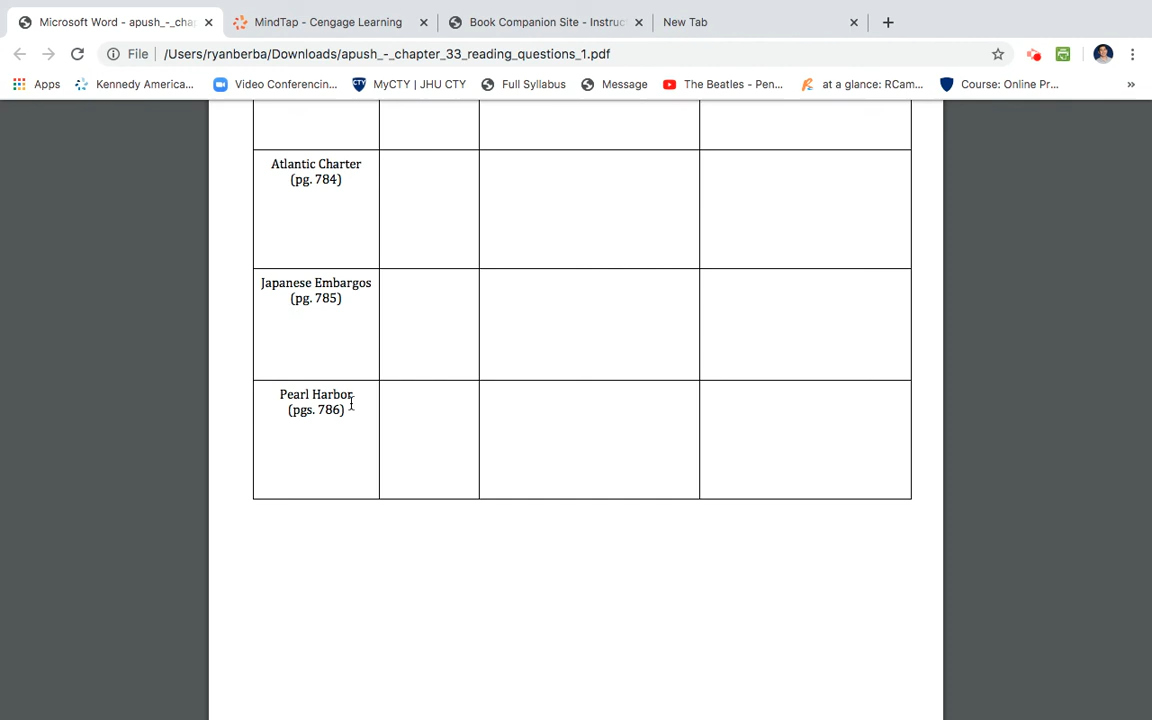 Microsoft Word - apush_-_cha
MindTap - Cengage Learning
Book Companion Site - Instruc
New Tab
File
/Users/ryanberba/Downloads/apush_-_chapter_33_reading_questions_1.pdf
Apps
Kennedy America...
Video Conferencin...
MyCTY | JHU CTY
Full Syllabus
Message
The Beatles - Pen...
at a glance: RCam...
Course: Online Pr...
»
Atlantic Charter
(pg. 784)
Japanese Embargos
(pg. 785)
Pearl Harbor
(pgs. 786)